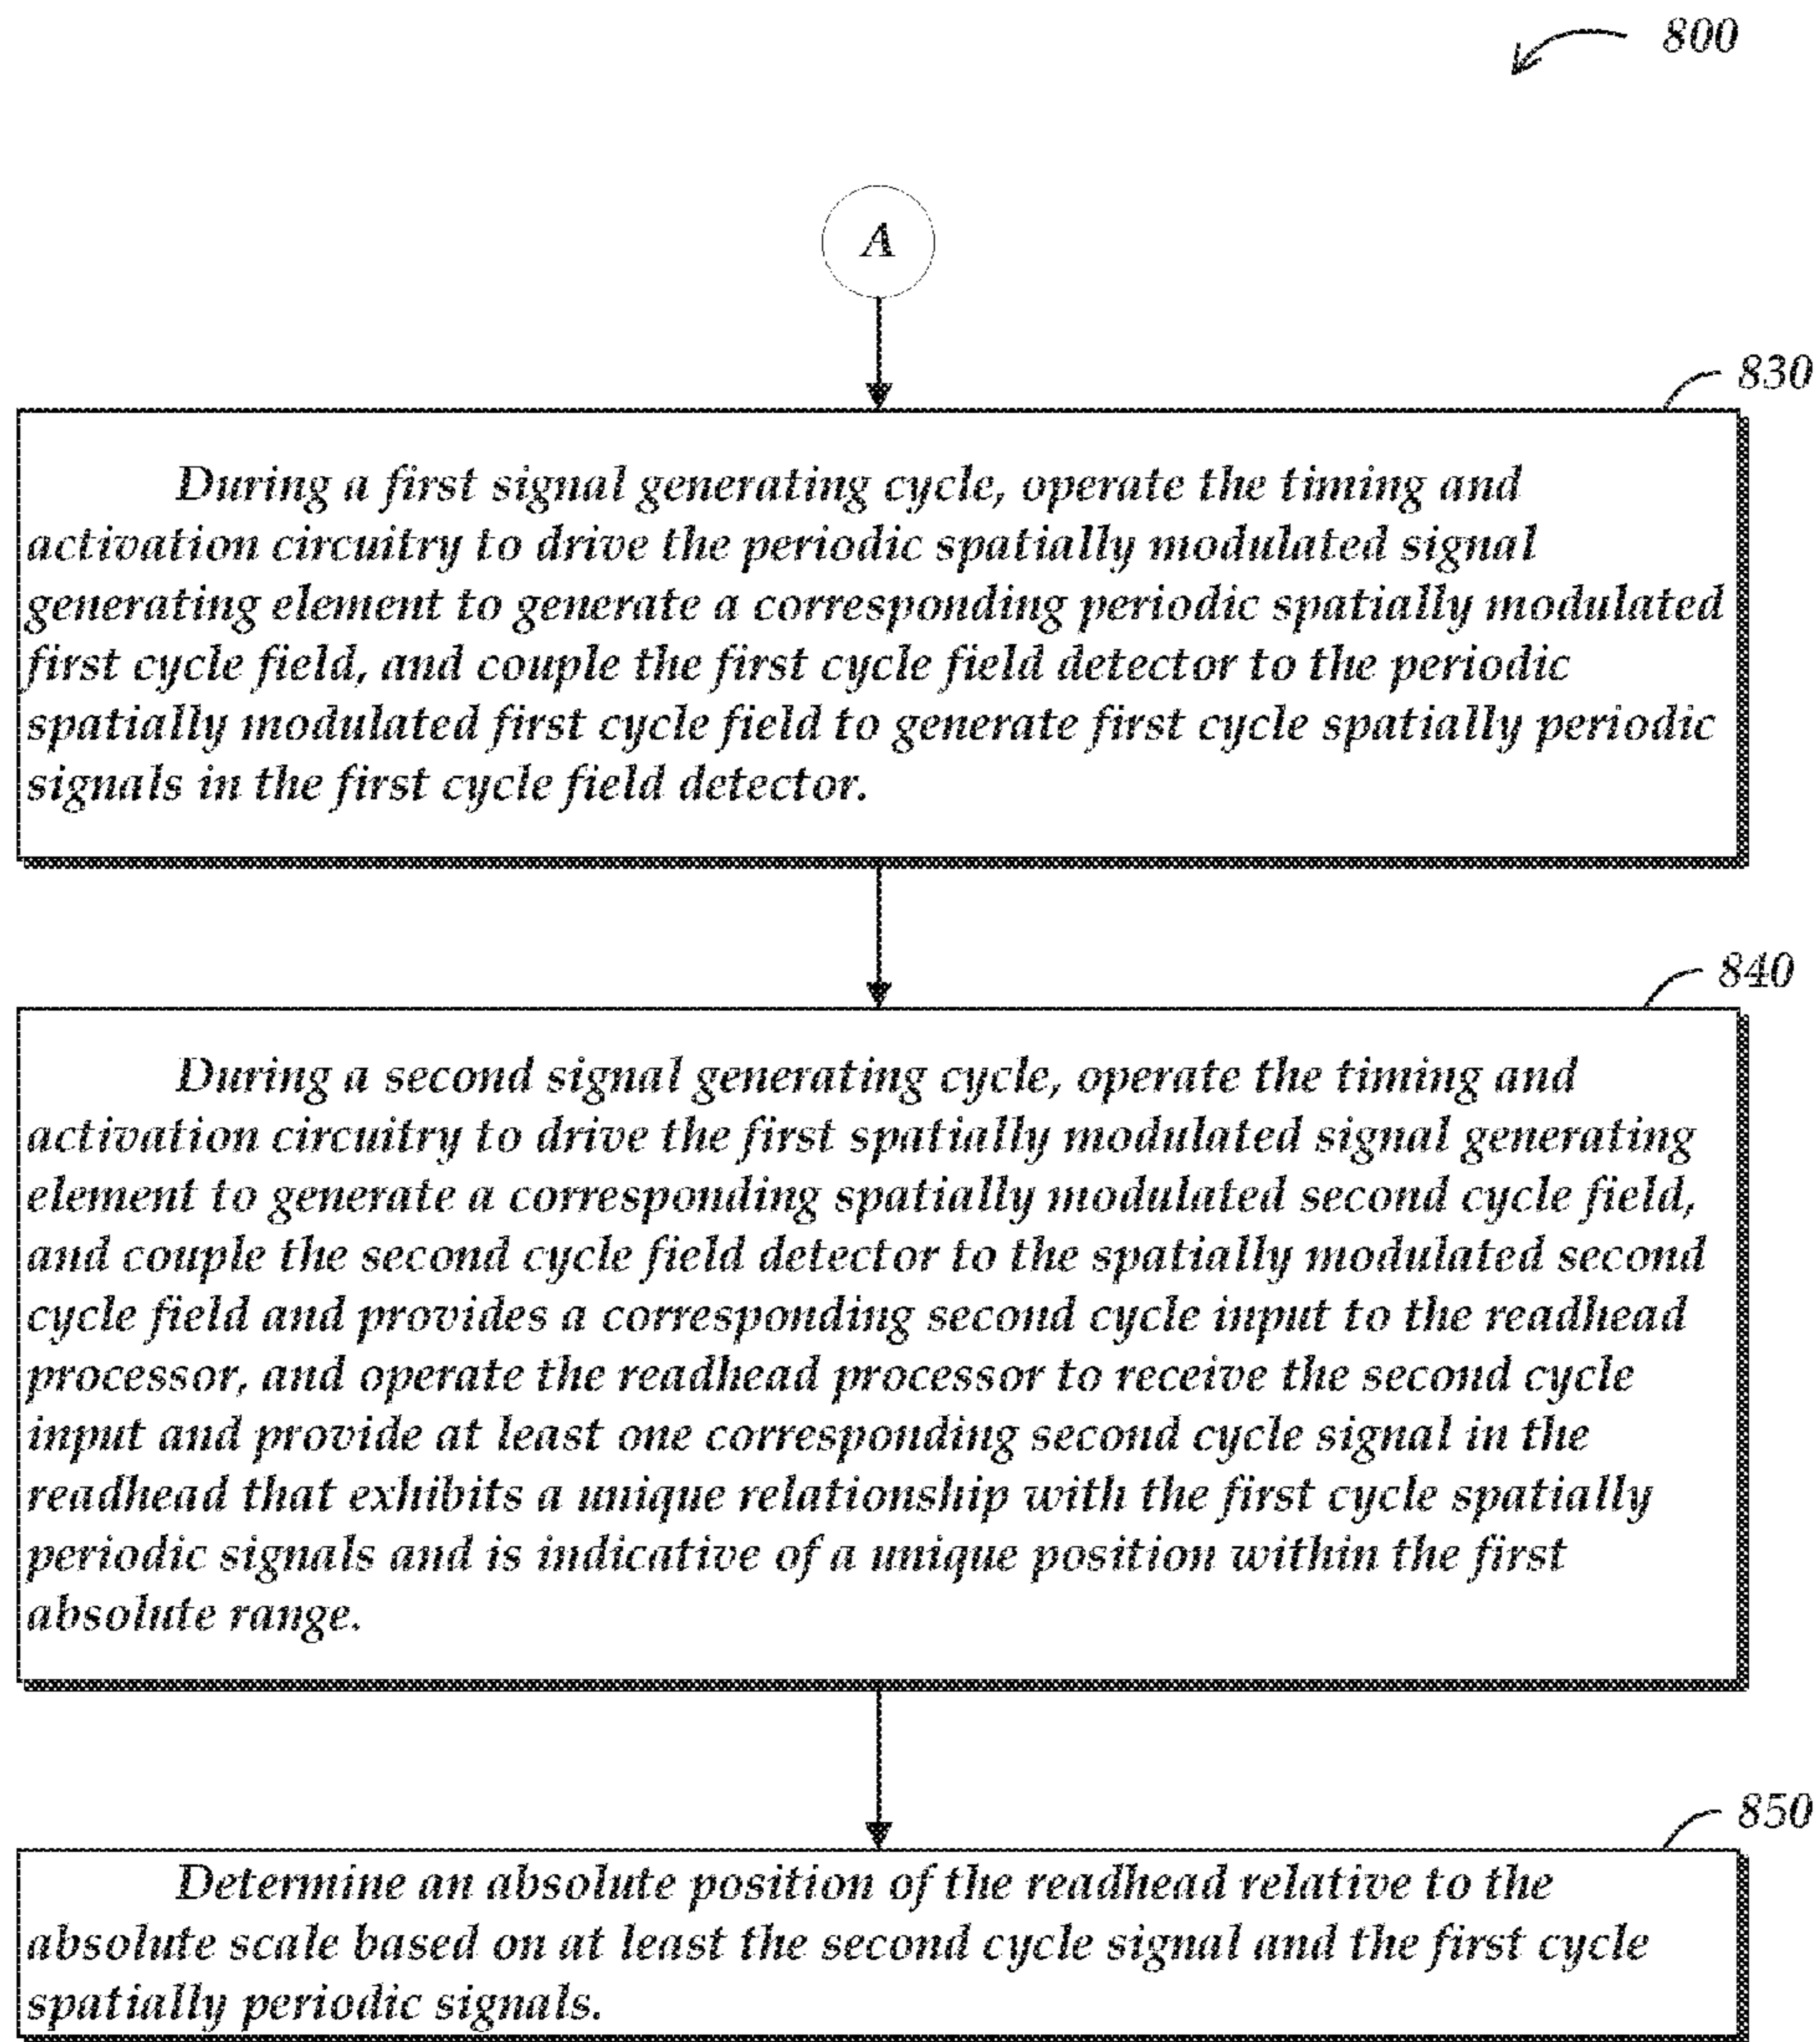 800
A
830
During a first signal generating cycle, operate the timing and
activation circuitry to drive the periodic spatially modulated signal
generating element to generate a corresponding periodic spatially modulated
first cycle field, and couple the first cycle field detector to the periodic
spatially modulated first cycle field to generate first cycle spatially periodic
signals in the first cycle field detector.
840
During a second signal generating cycle, operate the timing and
activation circuitry to drive the first spatially modulated signal generating
element to generate a corresponding spatially modulated second cycle field,
and couple the second cycle field detector to the spatially modulated second
cycle field and provides a corresponding second cycle input to the readhead
processor, and operate the readhead processor to receive the second cycle
input and provide at least one corresponding second cycle signal in the
readhead that exhibits a unique relationship with the first cycle spatially
periodic signals and is indicative of a unique position within the first
absolute range.
850
Determine an absolute position of the readhead relative to the
absolute scale based on at least the second cycle signal and the first cycle
spatially periodic signals.